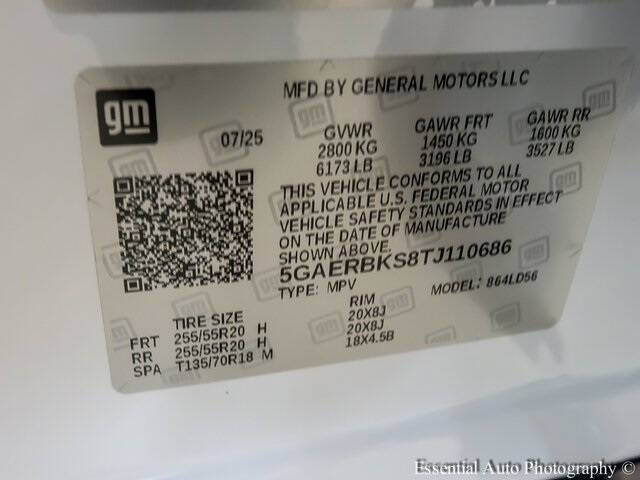 gm
MFD BY GENERAL MOTORS LLC
07/25
GVWR
2800 KG
6173 LB
GAWR FRT
1450 KG
3196 LB
GAWR RR
1600 KG
3527 LB
THIS VEHICLE CONFORMS TO ALL
APPLICABLE U.S. FEDERAL MOTOR
VEHICLE SAFETY STANDARDS IN EFFECT
ON THE DATE OF MANUFACTURE
SHOWN ABOVE.
5GAERBKS8TJ110686
TYPE: MPV MODEL: 864LD56
TIRE SIZE RIM
FRT 255/55R20 H 20X8J
RR 255/55R20 H 20X8J
SPA T135/70R18 M 18X4.5B
Essential Auto Photography ©